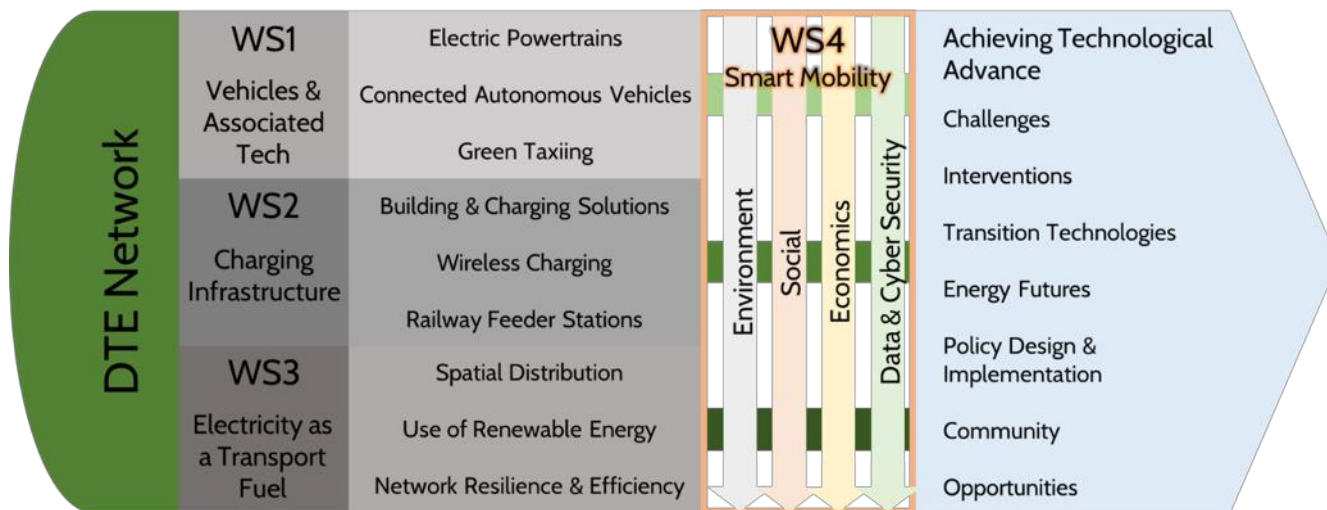 DTE Network
WS1
Vehicles &
Associated
Tech
Electric Powertrains
Connected Autonomous Vehicles
Green Taxiing
WS2
Charging
Infrastructure
Building & Charging Solutions
Wireless Charging
Railway Feeder Stations
WS3
Electricity as
a Transport
Fuel
Spatial Distribution
Use of Renewable Energy
Network Resilience & Efficiency
WS4
Smart Mobility
Environment
Social
Economics
Data & Cyber Security
Achieving Technological
Advance
Challenges
Interventions
Transition Technologies
Energy Futures
Policy Design &
Implementation
Community
Opportunities